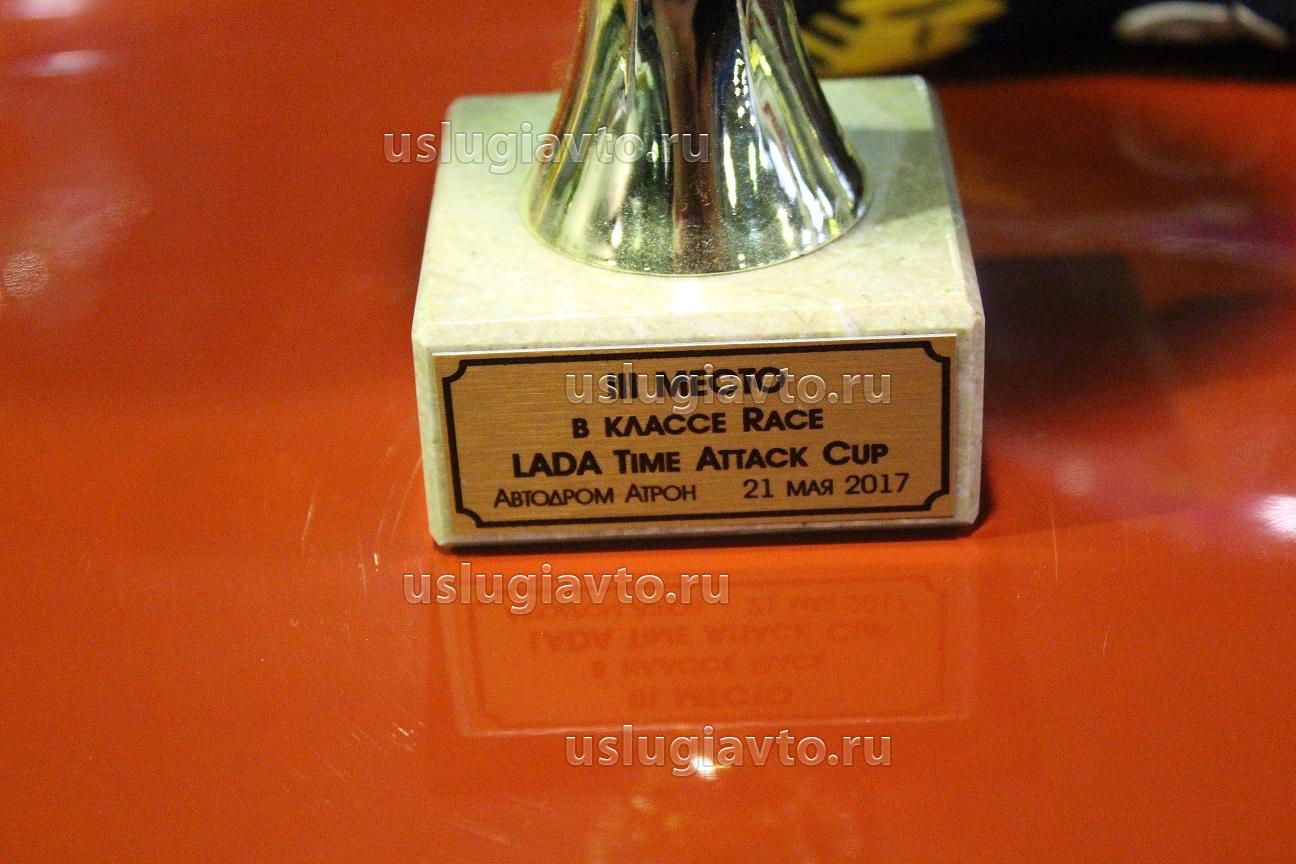 uslugiavto.ru
III МЕСТО
uslugiavto.ru
В КЛАССЕ RACE
LADA TIME ATTACK CUP
АВТОДРОМ АТРОН 21 МАЯ 2017
uslugiavto.ru
uslugiavto.ru